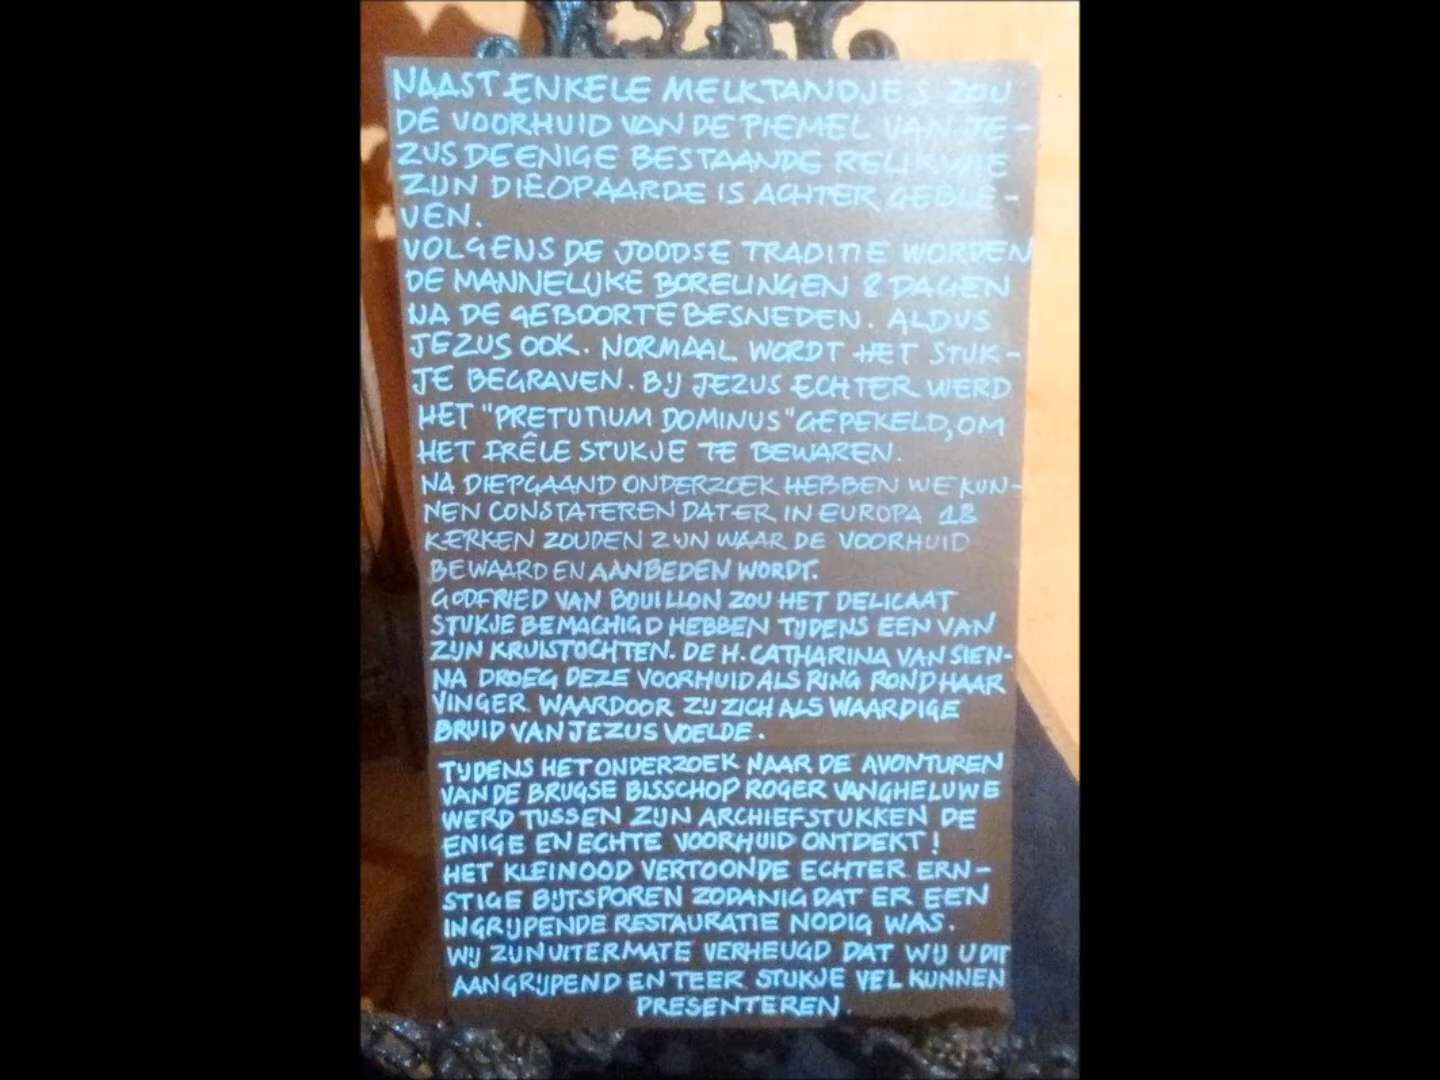 NAAST ENKELE MELKTANDJES ZOU
DE VOORHUID VAN DE PIEMEL VAN JE-
ZUS DE ENIGE BESTAANDE RELIKWIE
ZIJN DIE OP AARDE IS ACHTER GEBLE-
VEN.
VOLGENS DE JOODSE TRADITIE WORDEN
DE MANNELIJKE BORELINGEN 8 DAGEN
NA DE GEBOORTE BESNEDEN. ALDUS
JEZUS OOK. NORMAAL WORDT HET STUK-
JE BEGRAVEN. BIJ JEZUS ECHTER WERD
HET "PRETUTIUM DOMINUS" GEPEKELD, OM
HET FRÊLE STUKJE TE BEWAREN.
NA DIEPGAAND ONDERZOEK HEBBEN WE KUN-
NEN CONSTATEREN DAT ER IN EUROPA 18
KERKEN ZOUDEN ZIJN WAAR DE VOORHUID
BEWAARD EN AANBEDEN WORDT.
GODFRIED VAN BOUILLON ZOU HET DELICAAT
STUKJE BEMACHIGD HEBBEN TIJDENS EEN VAN
ZIJN KRUISTOCHTEN. DE H. CATHARINA VAN SIEN-
NA DROEG DEZE VOORHUID ALS RING ROND HAAR
VINGER WAARDOOR ZIJ ZICH ALS WAARDIGE
BRUID VAN JEZUS VOELDE.
TIJDENS HET ONDERZOEK NAAR DE AVONTUREN
VAN DE BRUGSE BISSCHOP ROGER VANGHELUWE
WERD TUSSEN ZIJN ARCHIEFSTUKKEN DE
ENIGE EN ECHTE VOORHUID ONTDEKT!
HET KLEINOOD VERTOONDE ECHTER ERN-
STIGE BIJTSPOREN ZODANIG DAT ER EEN
INGRIJPENDE RESTAURATIE NODIG WAS.
WIJ ZIJN UITERMATE VERHEUGD DAT WIJ U DIT
AANGRIJPEND EN TEER STUKJE VEL KUNNEN
PRESENTEREN.